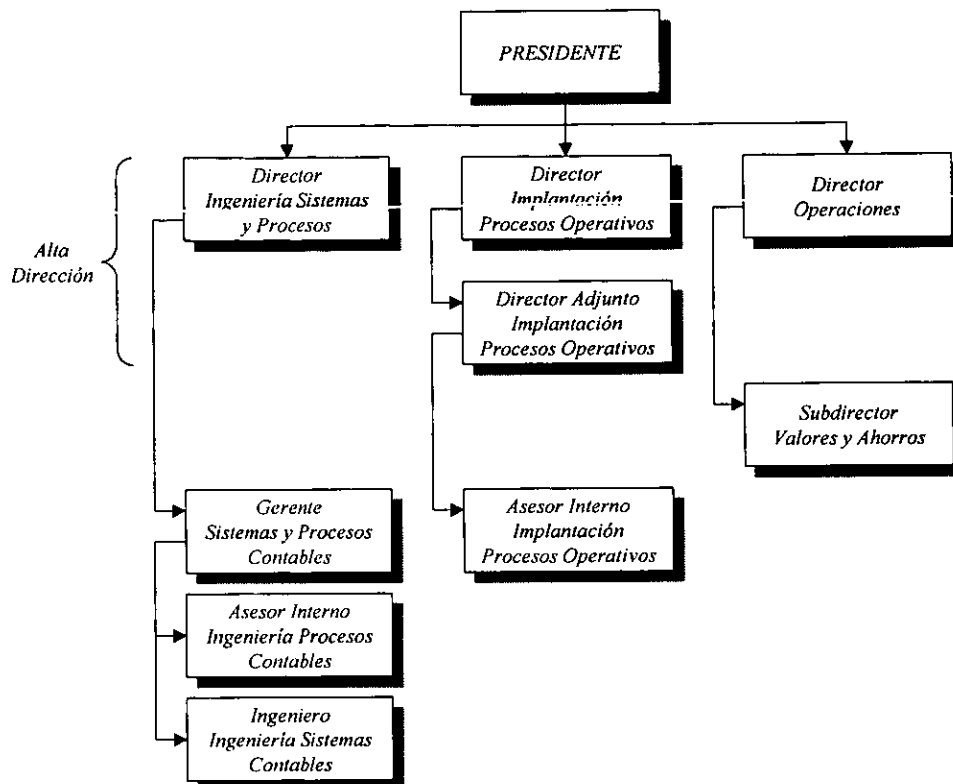 PRESIDENTE
Director
Ingeniería Sistemas
y Procesos
Director
Implantación
Procesos Operativos
Director
Operaciones
Alta
Dirección
Director Adjunto
Implantación
Procesos Operativos
Subdirector
Valores y Ahorros
Gerente
Sistemas y Procesos
Contables
Asesor Interno
Implantación
Procesos Operativos
Asesor Interno
Ingeniería Procesos
Contables
Ingeniero
Ingeniería Sistemas
Contables